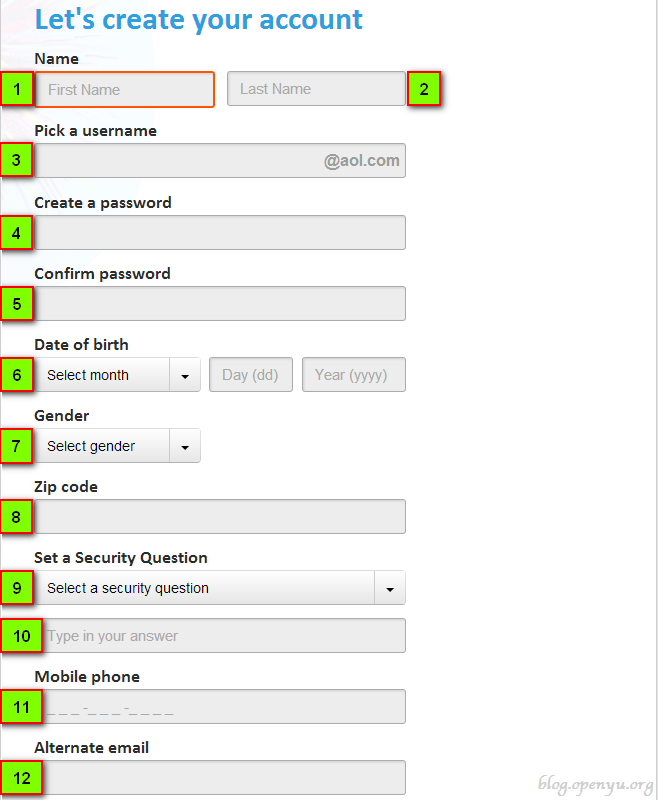 Let's create your account
Name
1 First Name Last Name 2
Pick a username
3 @aol.com
Create a password
4
Confirm password
5
Date of birth
6 Select month Day (dd) Year (yyyy)
Gender
7 Select gender
Zip code
8
Set a Security Question
9 Select a security question
10 Type in your answer
Mobile phone
11 _ _ _-_ _ _-_ _ _ _
Alternate email
12
blog.openyu.org